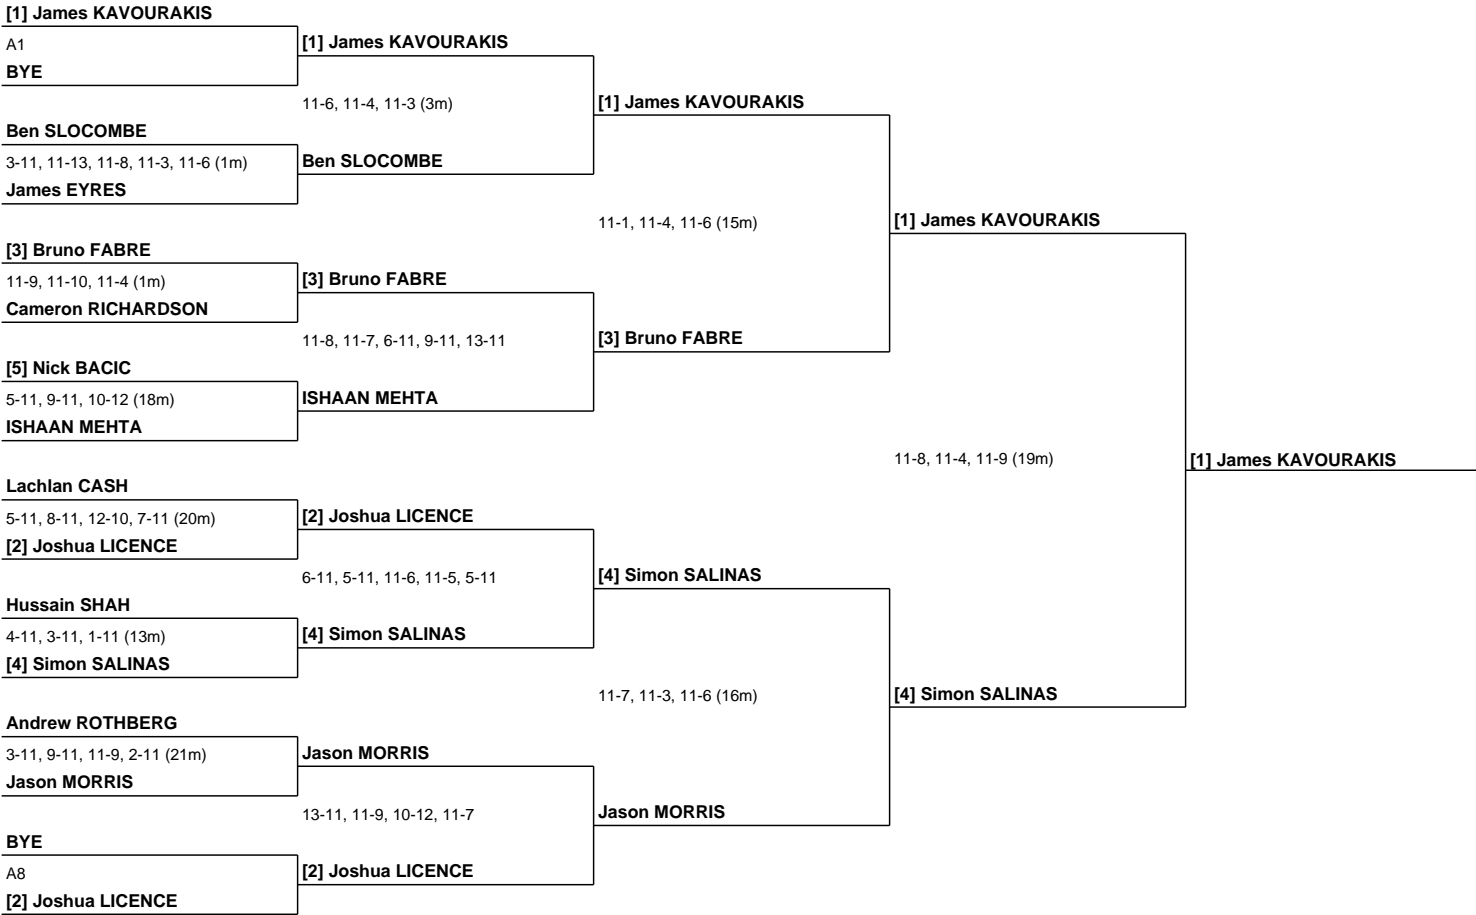 [1] James KAVOURAKIS
A1
BYE
[1] James KAVOURAKIS
11-6, 11-4, 11-3 (3m)
Ben SLOCOMBE
3-11, 11-13, 11-8, 11-3, 11-6 (1m)
James EYRES
Ben SLOCOMBE
[1] James KAVOURAKIS
11-1, 11-4, 11-6 (15m)
[3] Bruno FABRE
11-9, 11-10, 11-4 (1m)
Cameron RICHARDSON
[3] Bruno FABRE
11-8, 11-7, 6-11, 9-11, 13-11
[5] Nick BACIC
5-11, 9-11, 10-12 (18m)
ISHAAN MEHTA
ISHAAN MEHTA
[3] Bruno FABRE
[1] James KAVOURAKIS
11-8, 11-4, 11-9 (19m)
[1] James KAVOURAKIS
Lachlan CASH
5-11, 8-11, 12-10, 7-11 (20m)
[2] Joshua LICENCE
[2] Joshua LICENCE
6-11, 5-11, 11-6, 11-5, 5-11
Hussain SHAH
4-11, 3-11, 1-11 (13m)
[4] Simon SALINAS
[4] Simon SALINAS
[4] Simon SALINAS
11-7, 11-3, 11-6 (16m)
[4] Simon SALINAS
Andrew ROTHBERG
3-11, 9-11, 11-9, 2-11 (21m)
Jason MORRIS
Jason MORRIS
13-11, 11-9, 10-12, 11-7
Jason MORRIS
BYE
A8
[2] Joshua LICENCE
[2] Joshua LICENCE